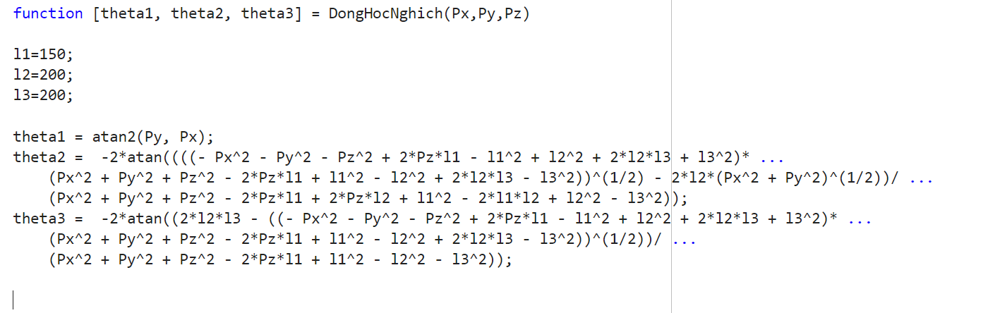 function [theta1, theta2, theta3] = DongHocNghich(Px,Py,Pz)
l1=150;
l2=200;
l3=200;
theta1 = atan2(Py, Px);
theta2 =  -2*atan((((- Px^2 - Py^2 - Pz^2 + 2*Pz*l1 - l1^2 + l2^2 + 2*l2*l3 + l3^2)* ...
(Px^2 + Py^2 + Pz^2 - 2*Pz*l1 + l1^2 - l2^2 + 2*l2*l3 - l3^2))^(1/2) - 2*l2*(Px^2 + Py^2)^(1/2))/ ...
(Px^2 + Py^2 + Pz^2 - 2*Pz*l1 + 2*Pz*l2 + l1^2 - 2*l1*l2 + l2^2 - l3^2));
theta3 =  -2*atan((2*l2*l3 - ((- Px^2 - Py^2 - Pz^2 + 2*Pz*l1 - l1^2 + l2^2 + 2*l2*l3 + l3^2)* ...
(Px^2 + Py^2 + Pz^2 - 2*Pz*l1 + l1^2 - l2^2 + 2*l2*l3 - l3^2))^(1/2))/ ...
(Px^2 + Py^2 + Pz^2 - 2*Pz*l1 + l1^2 - l2^2 - l3^2));